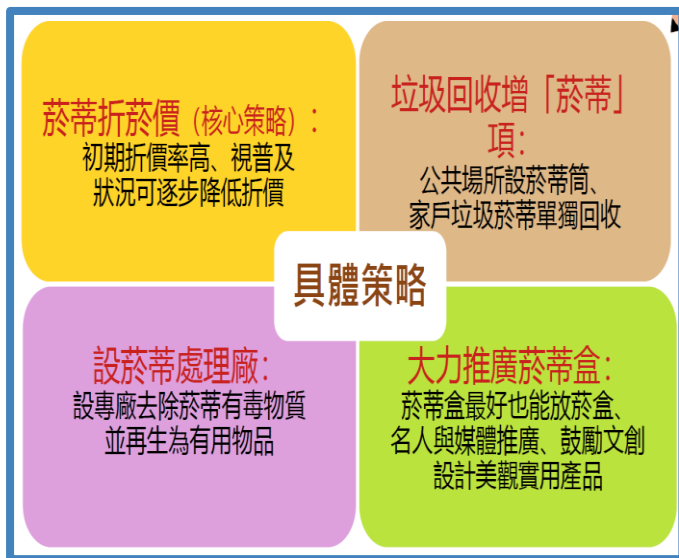 菸蒂折菸價（核心策略）：
初期折價率高、視普及
狀況可逐步降低折價
垃圾回收增「菸蒂」
項：
公共場所設菸蒂筒、
家戶垃圾菸蒂單獨回收
具體策略
設菸蒂處理廠：
設專廠去除菸蒂有毒物質
並再生為有用物品
大力推廣菸蒂盒：
菸蒂盒最好也能放菸盒、
名人與媒體推廣、鼓勵文創
設計美觀實用產品